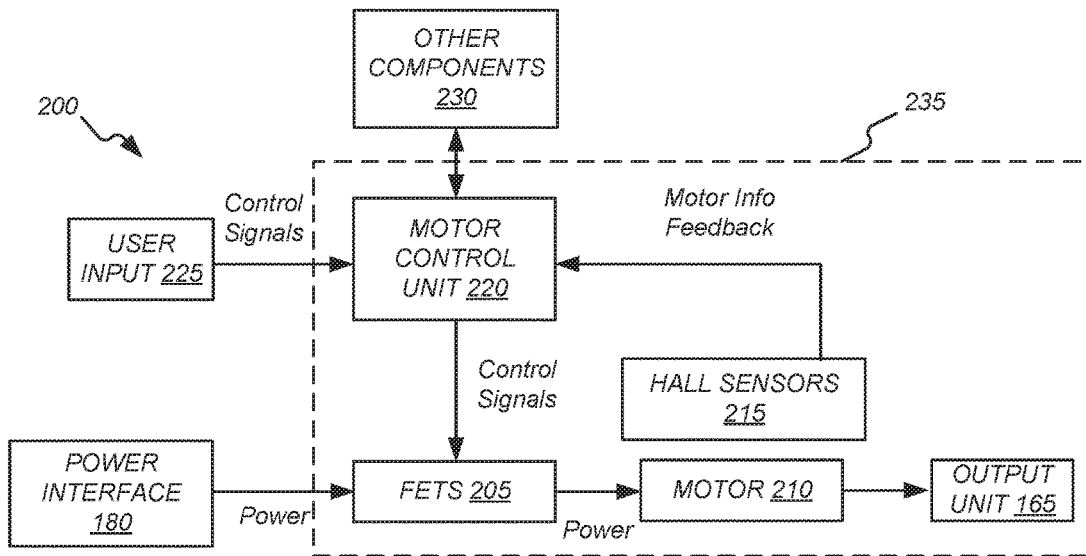 OTHER
COMPONENTS
230
200
235
Control
Signals
Motor Info
Feedback
USER
INPUT 225
MOTOR
CONTROL
UNIT 220
Control
Signals
HALL SENSORS
215
POWER
INTERFACE
180
Power
FETS 205
Power
MOTOR 210
OUTPUT
UNIT 165